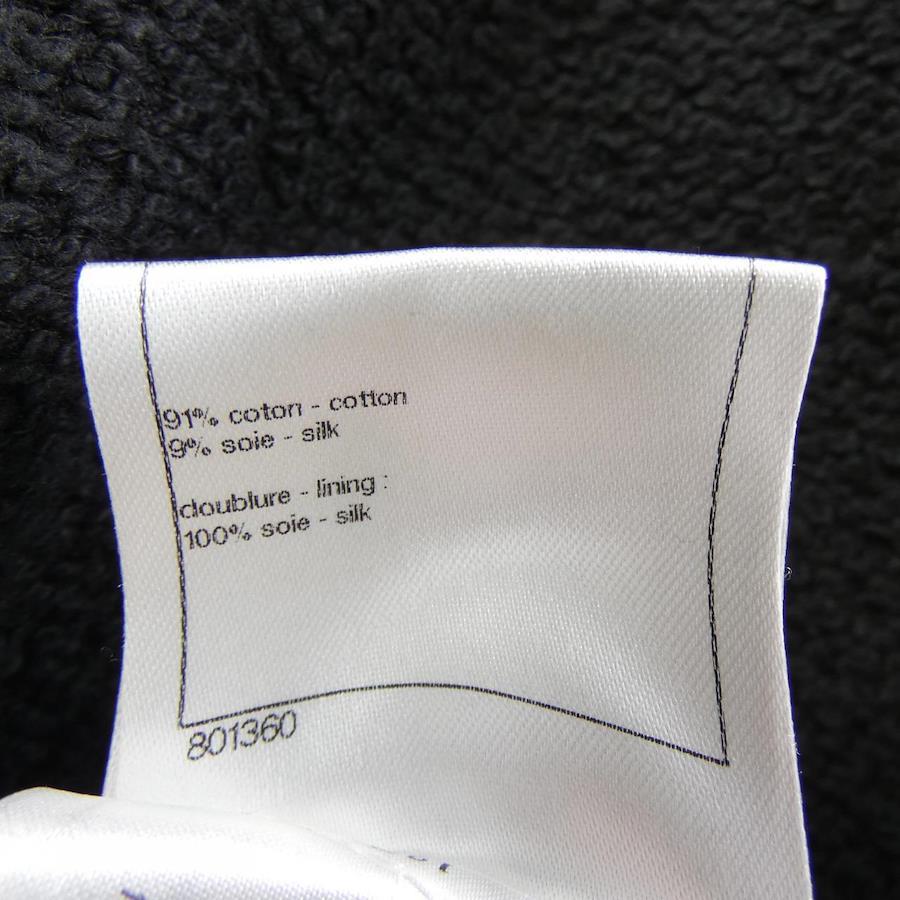 91% coton - cotton
9% soie - silk
doublure - lining :
100% soie - silk
801360